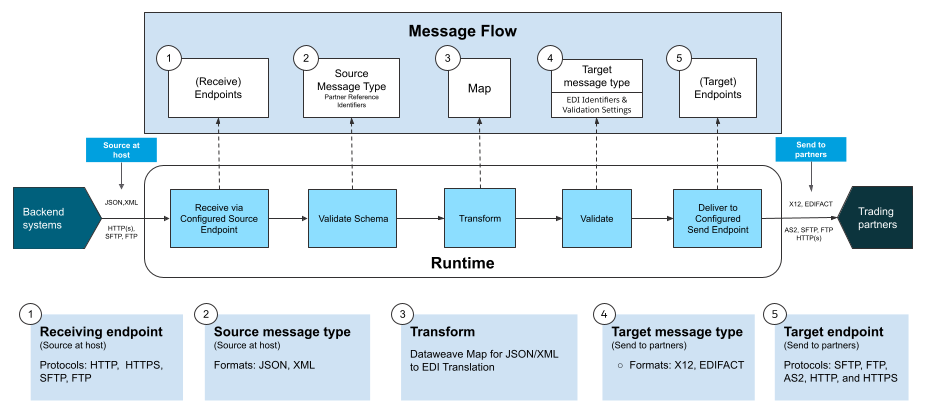 Message Flow
1
(Receive)
Endpoints
2
Source
Message Type
Partner Reference
Identifiers
3
Map
4
Target
message type
EDI Identifiers &
Validation Settings
5
(Target)
Endpoints
Source at
host
Send to
partners
Backend
systems
JSON,XML
HTTP(s),
SFTP, FTP
Receive via
Configured Source
Endpoint
Validate Schema
Transform
Validate
Deliver to
Configured
Send Endpoint
X12, EDIFACT
AS2, SFTP, FTP
HTTP(s)
Trading
partners
Runtime
1
Receiving endpoint
(Source at host)
Protocols: HTTP, HTTPS,
SFTP, FTP
2
Source message type
(Source at host)
Formats: JSON, XML
3
Transform
Dataweave Map for JSON/XML
to EDI Translation
4
Target message type
(Send to partners)
○ Formats: X12, EDIFACT
5
Target endpoint
(Send to partners)
Protocols: SFTP, FTP,
AS2, HTTP, and HTTPS